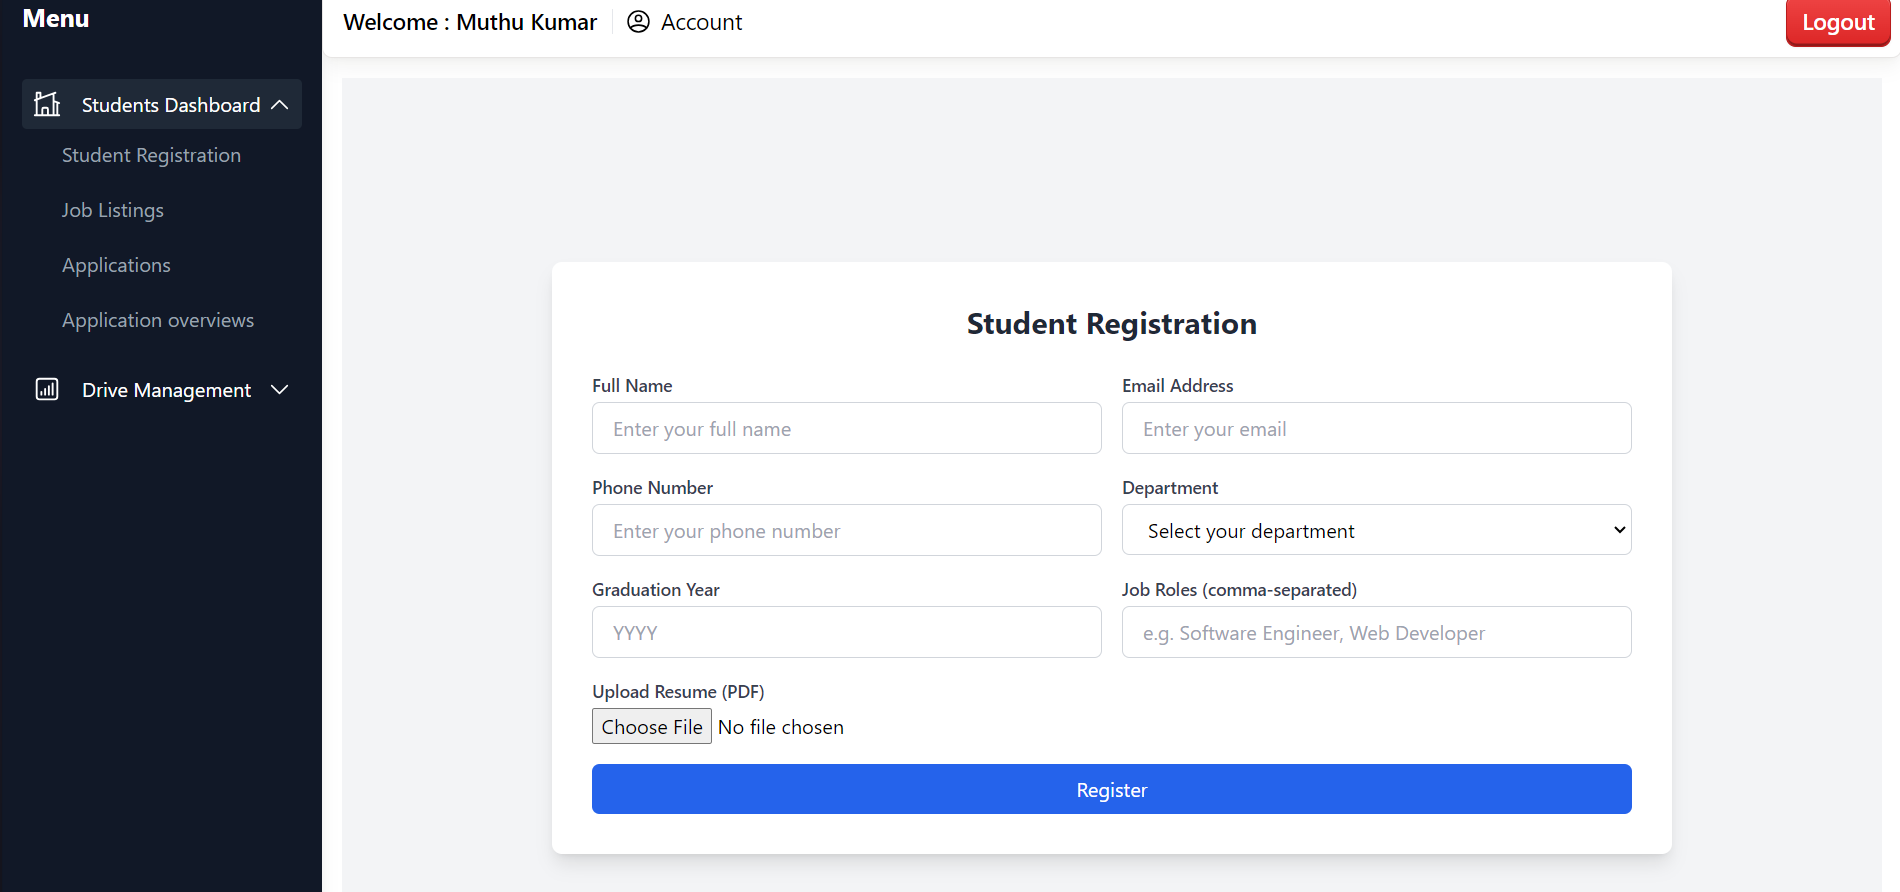 Menu
Students Dashboard
Student Registration
Job Listings
Applications
Application overviews
Drive Management
Welcome : Muthu Kumar
Account
Logout
Student Registration
Full Name
Enter your full name
Email Address
Enter your email
Phone Number
Enter your phone number
Department
Select your department
Graduation Year
YYYY
Job Roles (comma-separated)
e.g. Software Engineer, Web Developer
Upload Resume (PDF)
Choose File No file chosen
Register